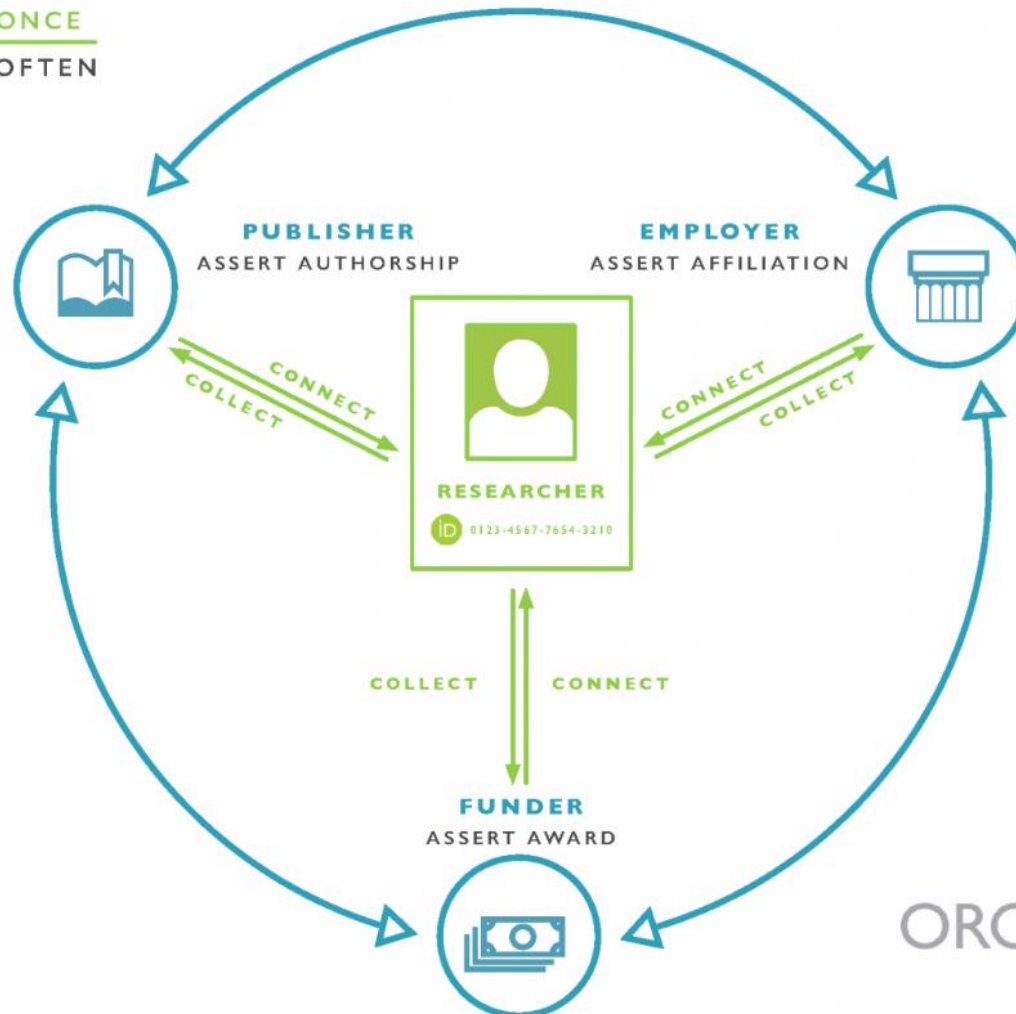 ONCE
OFTEN
PUBLISHER
ASSERT AUTHORSHIP
EMPLOYER
ASSERT AFFILIATION
CONNECT
COLLECT
CONNECT
COLLECT
RESEARCHER
iD 0123-4567-7654-3210
COLLECT
CONNECT
FUNDER
ASSERT AWARD
ORC